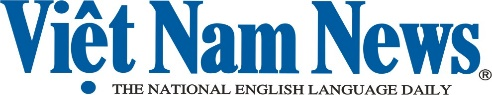 Việt Nam News®
THE NATIONAL ENGLISH LANGUAGE DAILY